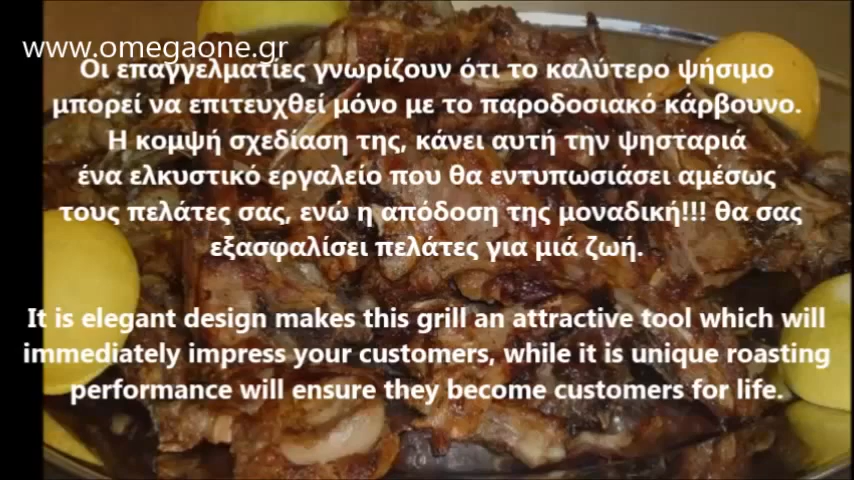 www.omegaone.gr
Οι επαγγελματίες γνωρίζουν ότι το καλύτερο ψήσιμο
μπορεί να επιτευχθεί μόνο με το παροδοσιακό κάρβουνο.
Η κομψή σχεδίαση της, κάνει αυτή την ψησταριά
ένα ελκυστικό εργαλείο που θα εντυπωσιάσει αμέσως
τους πελάτες σας, ενώ η απόδοση της μοναδική!!! θα σας
εξασφαλίσει πελάτες για μιά ζωή.
It is elegant design makes this grill an attractive tool which will
immediately impress your customers, while it is unique roasting
performance will ensure they become customers for life.